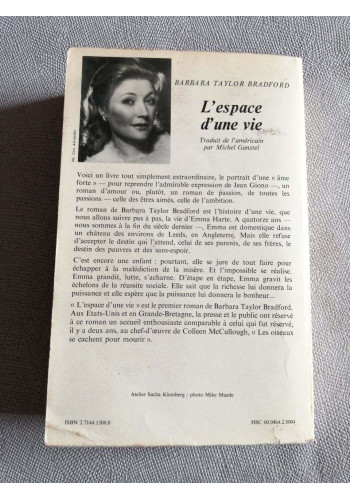 BARBARA TAYLOR BRADFORD
L'espace
d'une vie
Traduit de l'américain
par Michel Ganstel
Voici un livre tout simplement extraordinaire, le portrait d'une « âme
forte » — pour reprendre l'admirable expression de Jean Giono —, un
roman d'amour ou, plutôt, un roman de passion, de toutes les
passions — celle des êtres aimés, celle de l'ambition.
Le roman de Barbara Taylor Bradford est l'histoire d'une vie, que
nous allons suivre pas à pas, la vie d'Emma Harte. A quatorze ans —
nous sommes à la fin du siècle dernier —, Emma est domestique dans
un château des environs de Leeds, en Angleterre. Mais elle refuse
d'accepter le destin qui l'attend, celui de ses parents, de ses frères, le
destin des pauvres et des sans-espoir.
C'est encore une enfant : pourtant, elle se jure de tout faire pour
échapper à la malédiction de la misère. Et l'impossible se réalise.
Emma grandit, lutte, s'acharne. D'étape en étape, Emma gravit les
échelons de la réussite sociale. Elle sait que la richesse lui donnera la
puissance et elle espère que la puissance lui donnera le bonheur...
« L'espace d'une vie » est le premier roman de Barbara Taylor Bradford.
Aux Etats-Unis et en Grande-Bretagne, la presse et le public ont réservé
à ce roman un accueil enthousiaste comparable à celui qui fut réservé,
il y a deux ans, au chef-d'œuvre de Colleen McCullough, « Les oiseaux
se cachent pour mourir ».
Atelier Sacha Kleinberg / photo Mike Maede
ISBN 2.7144.1308.8
HSC 60.0464.2.0004